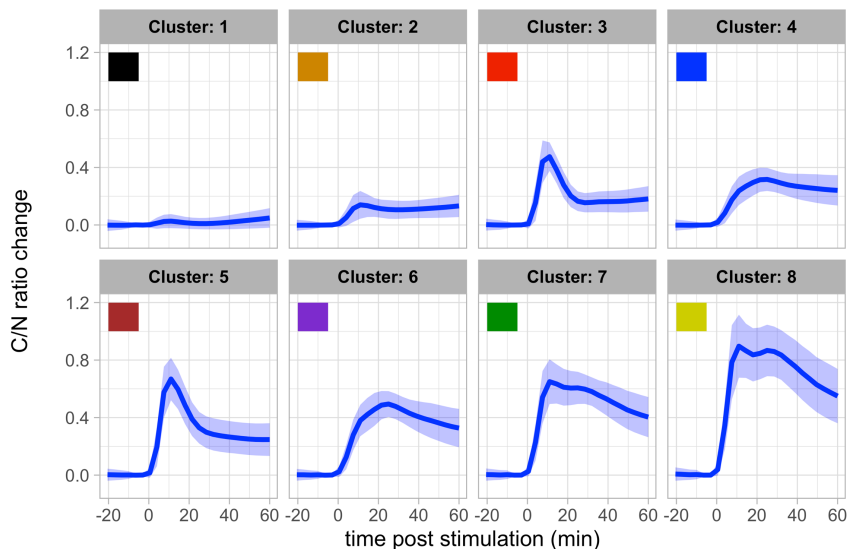 Cluster: 1 Cluster: 2 Cluster: 3 Cluster: 4
1.2
0.8
0.4
0.0
C/N ratio change
Cluster: 5 Cluster: 6 Cluster: 7 Cluster: 8
1.2
0.8
0.4
0.0
-20 0 20 40 60 -20 0 20 40 60 -20 0 20 40 60 -20 0 20 40 60
time post stimulation (min)